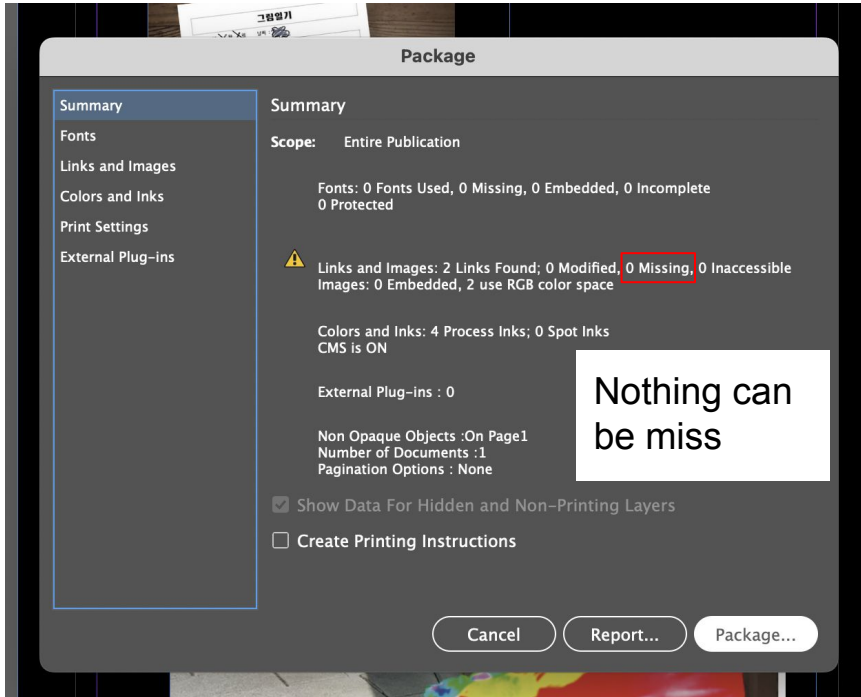 그림일기
Package
Summary
Fonts
Links and Images
Colors and Inks
Print Settings
External Plug-ins
Summary
Scope: Entire Publication
Fonts: 0 Fonts Used, 0 Missing, 0 Embedded, 0 Incomplete
0 Protected
Links and Images: 2 Links Found; 0 Modified, 0 Missing, 0 Inaccessible
Images: 0 Embedded, 2 use RGB color space
Colors and Inks: 4 Process Inks; 0 Spot Inks
CMS is ON
External Plug-ins : 0
Non Opaque Objects :On Page1
Number of Documents :1
Pagination Options : None
Nothing can
be miss
Show Data For Hidden and Non-Printing Layers
Create Printing Instructions
Cancel
Report...
Package...